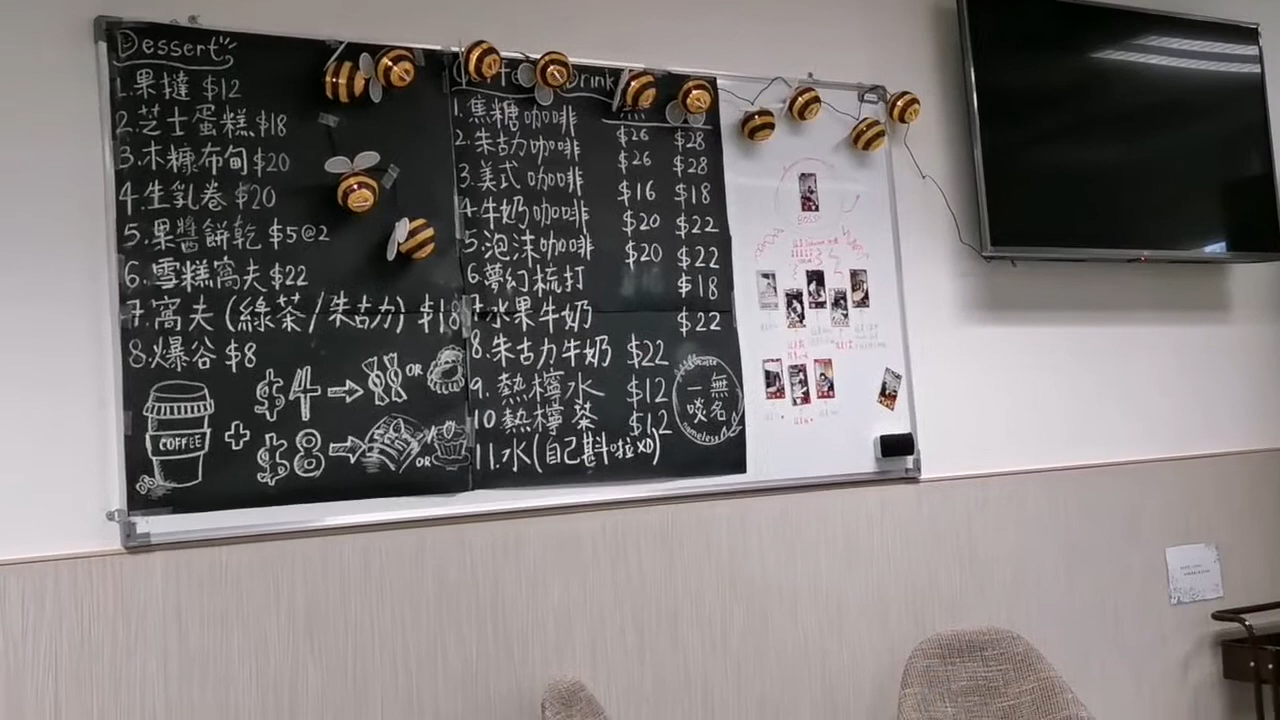 Dessert
1.果撻 $12
2.芝士蛋糕$18
3.木糠布甸$20
4.生乳卷 $20
5.果醬餅乾 $5@2
6.雪糕窩夫$22
7.窩夫(綠茶/朱古力) $18
8.爆谷 $8
COFFEE + $4 → OR
$8 → / OR
Drink
1.焦糖咖啡 $26 $28
2.朱古力咖啡 $26 $28
3.美式咖啡 $16 $18
4.牛奶咖啡 $20 $22
5.泡沫咖啡 $20 $22
6.夢幻梳打 $18
7.水果牛奶 $22
8.朱古力牛奶 $22
9.熱檸水 $12
10熱檸茶 $12
11.水(自己斟啦XD)
無名
一啖
nameless
BOSS